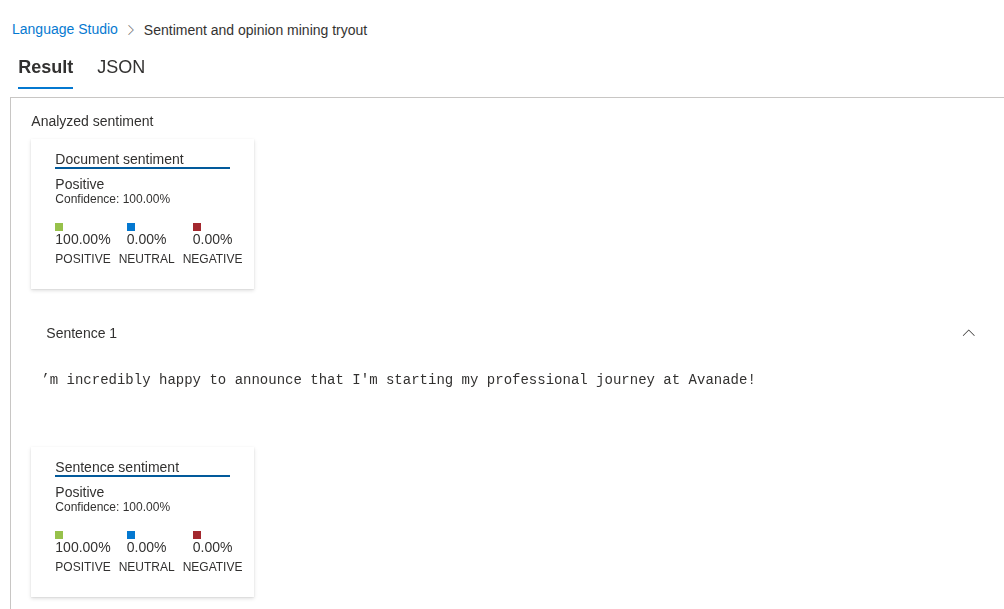 Language Studio > Sentiment and opinion mining tryout
Result JSON
Analyzed sentiment
Document sentiment
Positive
Confidence: 100.00%
100.00% 0.00% 0.00%
POSITIVE NEUTRAL NEGATIVE
Sentence 1
’m incredibly happy to announce that I'm starting my professional journey at Avanade!
Sentence sentiment
Positive
Confidence: 100.00%
100.00% 0.00% 0.00%
POSITIVE NEUTRAL NEGATIVE